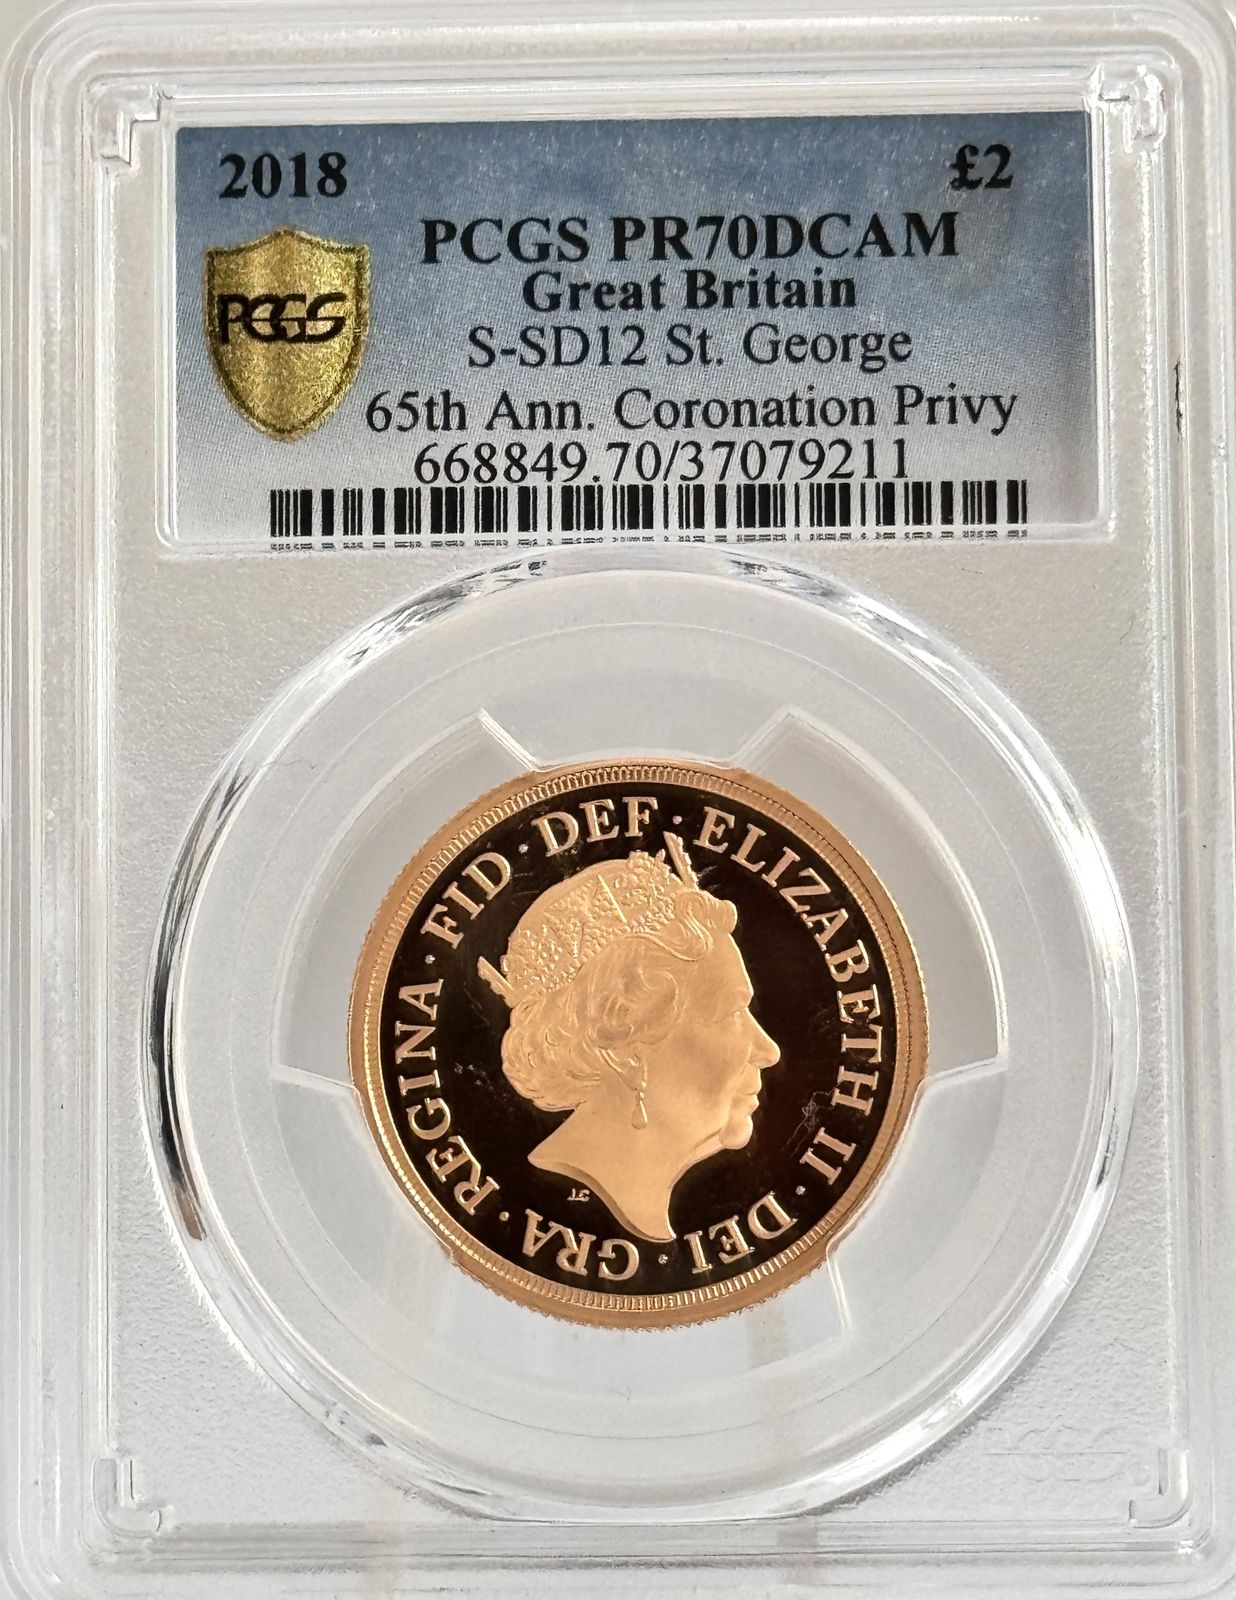 2018 £2
PCGS PR70DCAM
Great Britain
PCGS
S-SD12 St. George
65th Ann. Coronation Privy
668849.70/37079211
ELIZABETH II · DEI · GRA · REGINA · FID · DEF ·